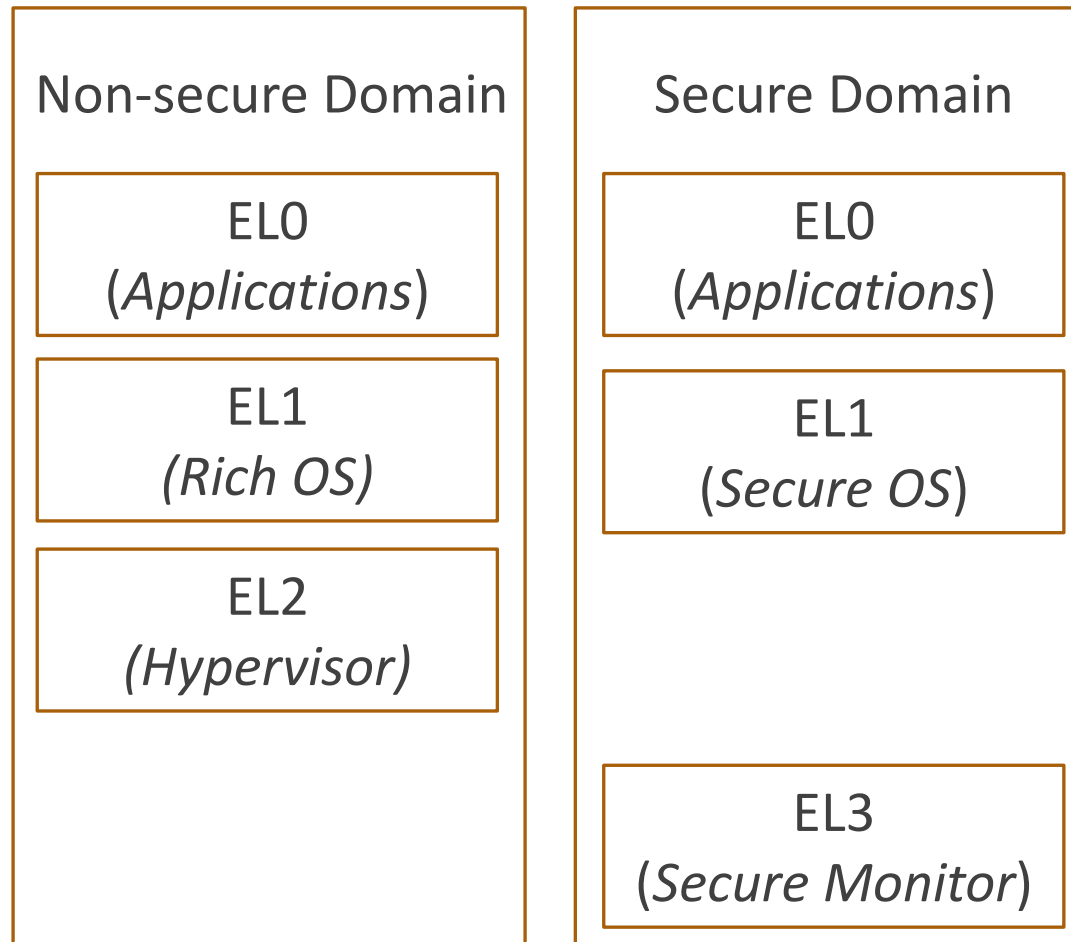 Non-secure Domain
EL0
(Applications)
EL1
(Rich OS)
EL2
(Hypervisor)
Secure Domain
EL0
(Applications)
EL1
(Secure OS)
EL3
(Secure Monitor)